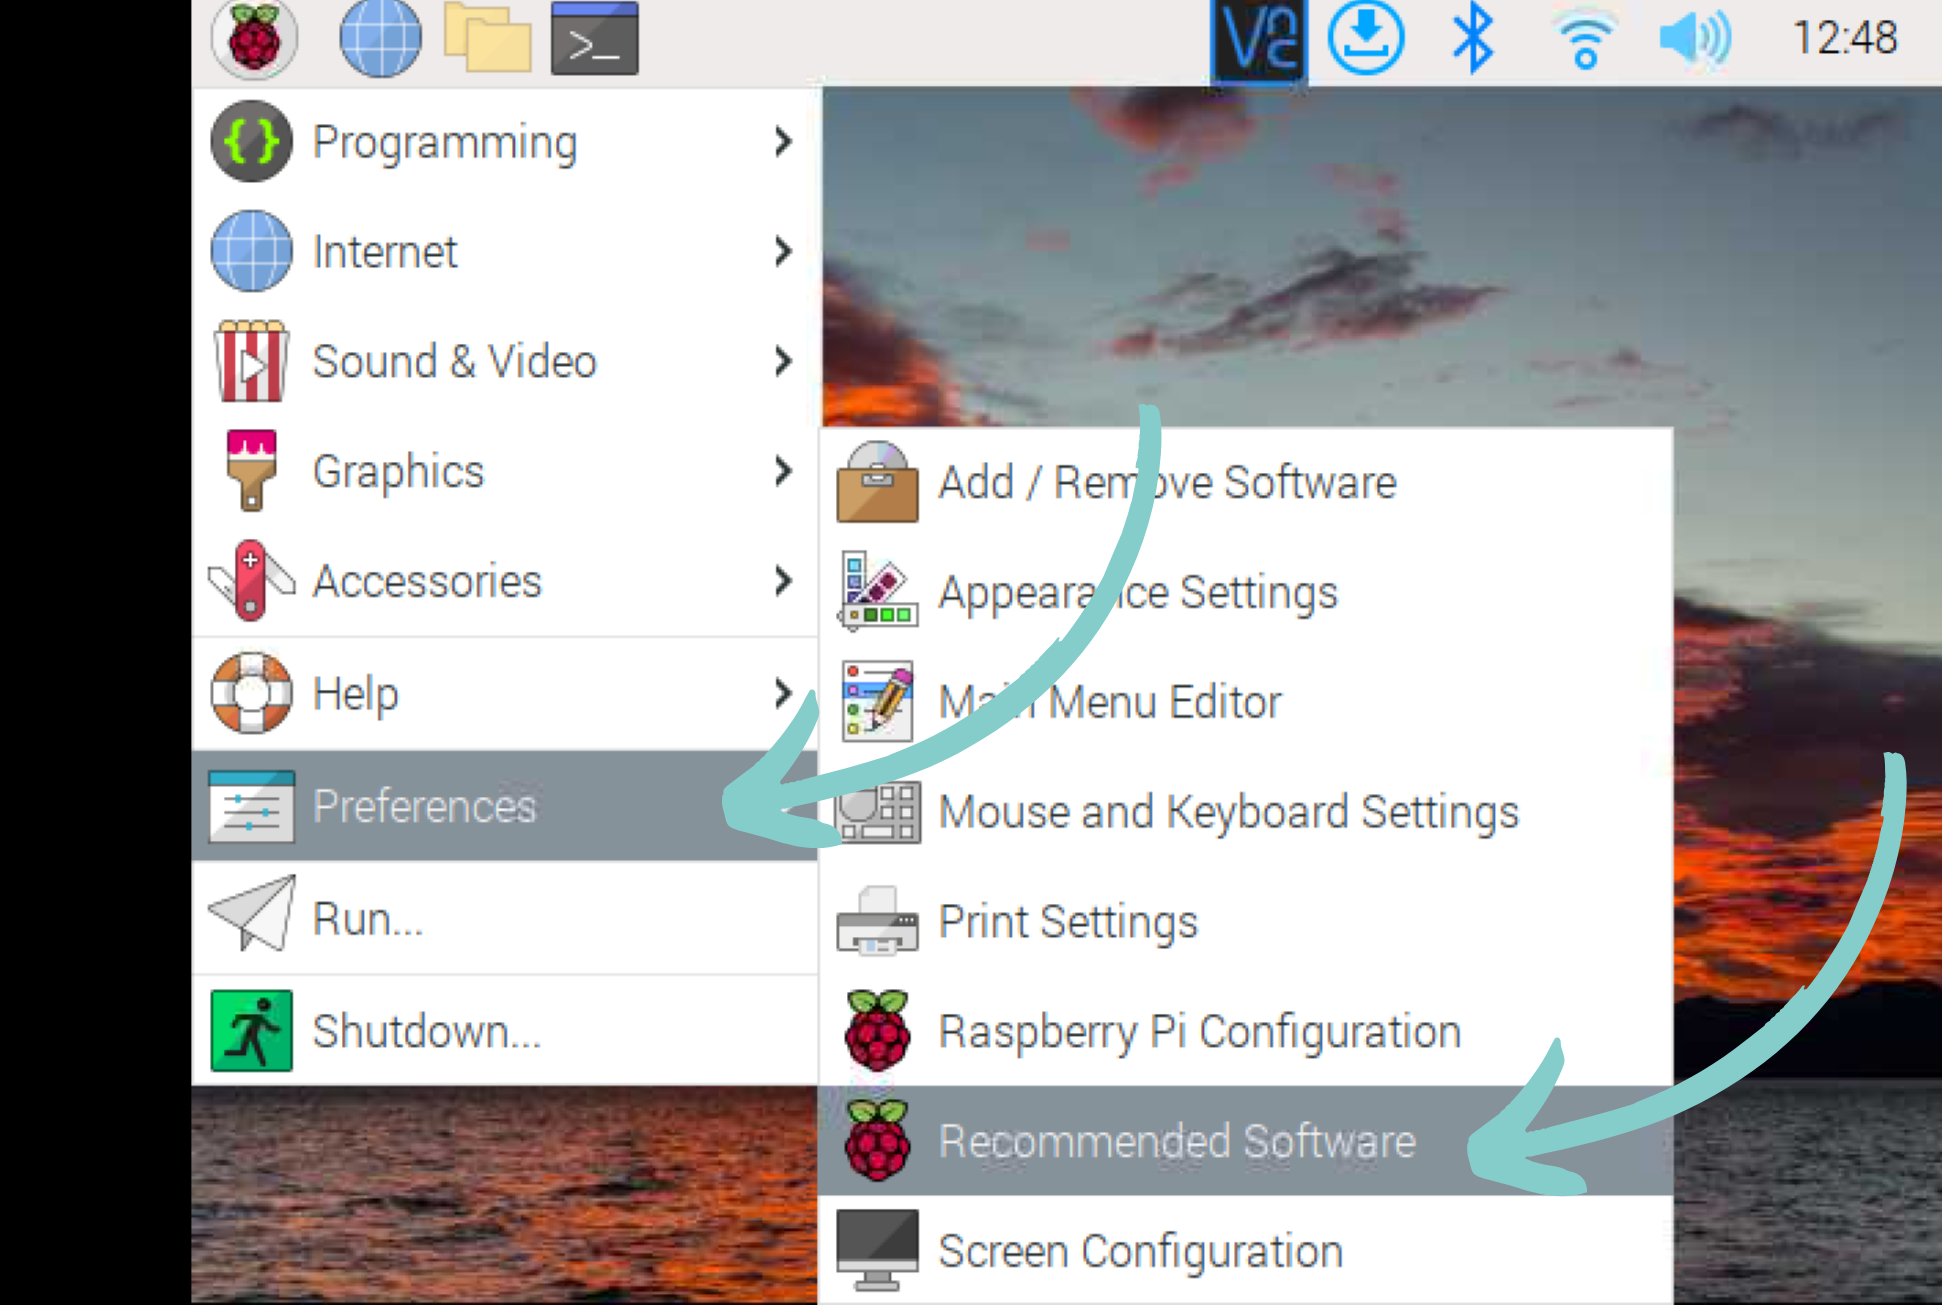 12:48
Programming
Internet
Sound & Video
Graphics
Accessories
Help
Preferences
Run...
Shutdown...
Add / Remove Software
Appearance Settings
Main Menu Editor
Mouse and Keyboard Settings
Print Settings
Raspberry Pi Configuration
Recommended Software
Screen Configuration